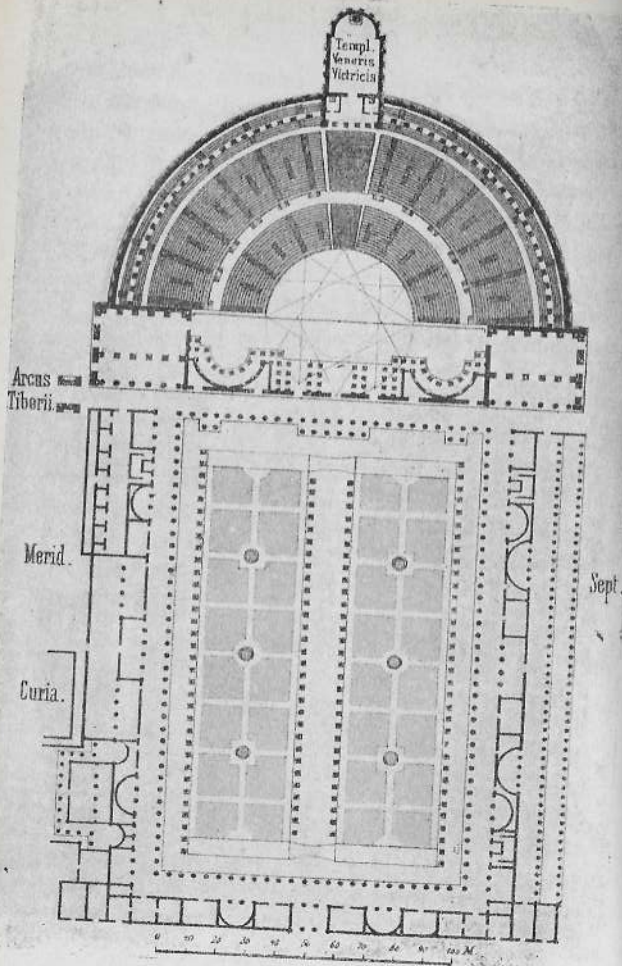 Templ.
Veneris
Victricis
Arcus
Tiberii.
Merid.
Sept.
Curia.
0 10 20 30 40 50 60 70 80 90 100 M